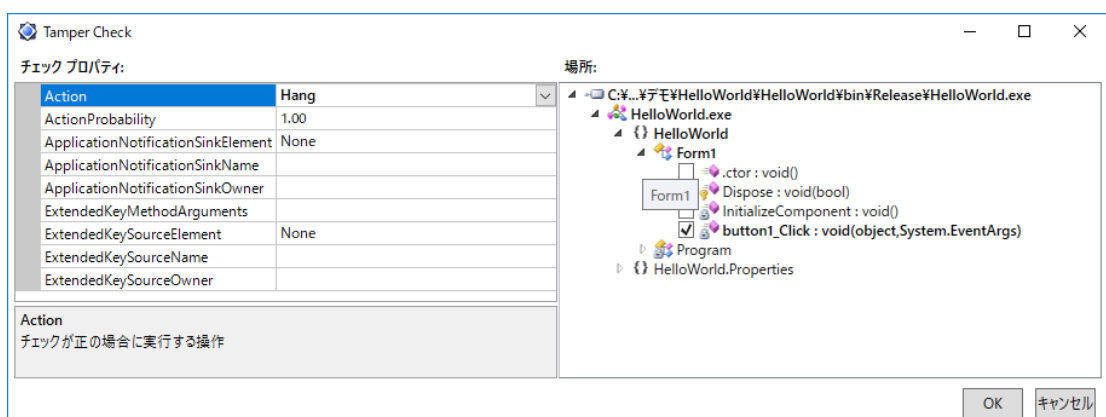 Tamper Check
チェック プロパティ:
Action Hang
ActionProbability 1.00
ApplicationNotificationSinkElement None
ApplicationNotificationSinkName
ApplicationNotificationSinkOwner
ExtendedKeyMethodArguments
ExtendedKeySourceElement None
ExtendedKeySourceName
ExtendedKeySourceOwner
Action
チェックが正の場合に実行する操作
場所:
C:¥...¥デモ¥HelloWorld¥HelloWorld¥bin¥Release¥HelloWorld.exe
HelloWorld.exe
{} HelloWorld
Form1
.ctor : void()
Form1 Dispose : void(bool)
InitializeComponent : void()
button1_Click : void(object,System.EventArgs)
Program
{} HelloWorld.Properties
OK キャンセル